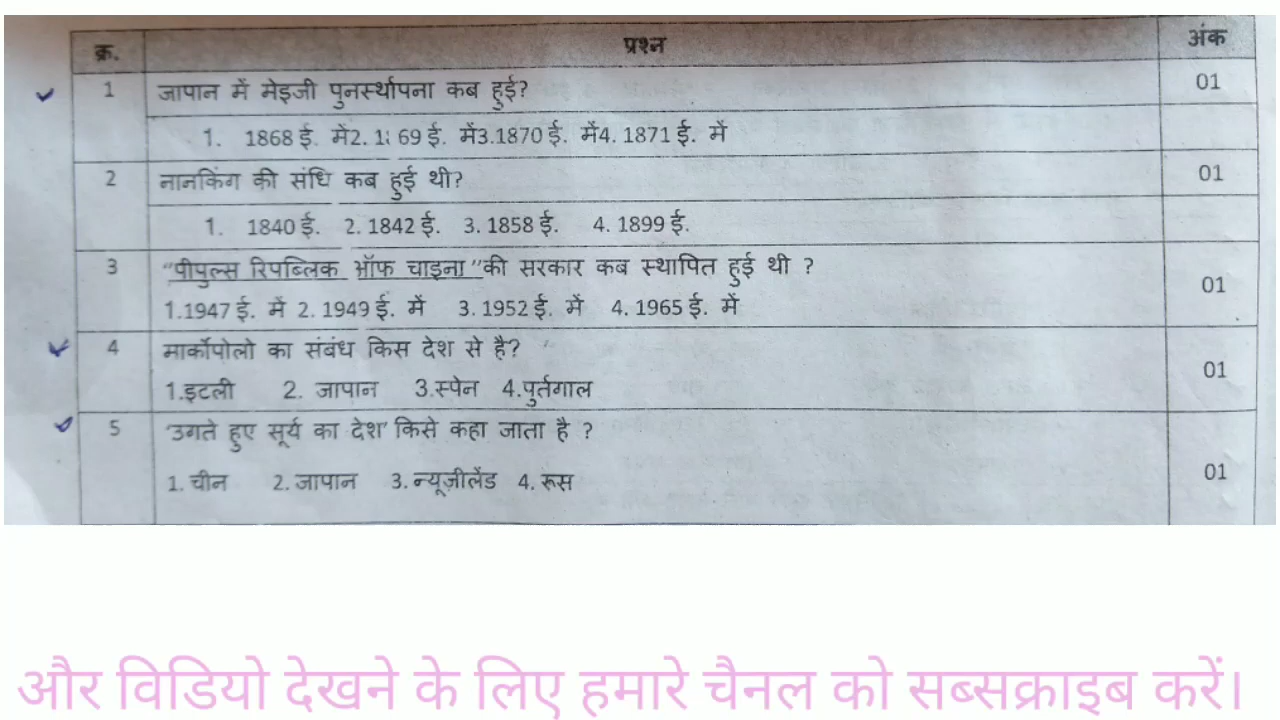 क्र. प्रश्न अंक
1 जापान में मेइजी पुनर्स्थापना कब हुई? 01
1. 1868 ई. में2. 1869 ई. में3.1870 ई. में4. 1871 ई. में
2 नानकिंग की संधि कब हुई थी? 01
1. 1840 ई. 2. 1842 ई. 3. 1858 ई. 4. 1899 ई.
3 “पीपुल्स रिपब्लिक ऑफ चाइना”की सरकार कब स्थापित हुई थी ? 01
1.1947 ई. में 2. 1949 ई. में 3. 1952 ई. में 4. 1965 ई. में
4 मार्कोपोलो का संबंध किस देश से है? 01
1.इटली 2. जापान 3.स्पेन 4.पुर्तगाल
5 ‘उगते हुए सूर्य का देश’ किसे कहा जाता है ? 01
1. चीन 2. जापान 3. न्यूज़ीलेंड 4. रूस
और विडियो देखने के लिए हमारे चैनल को सब्सक्राइब करें।